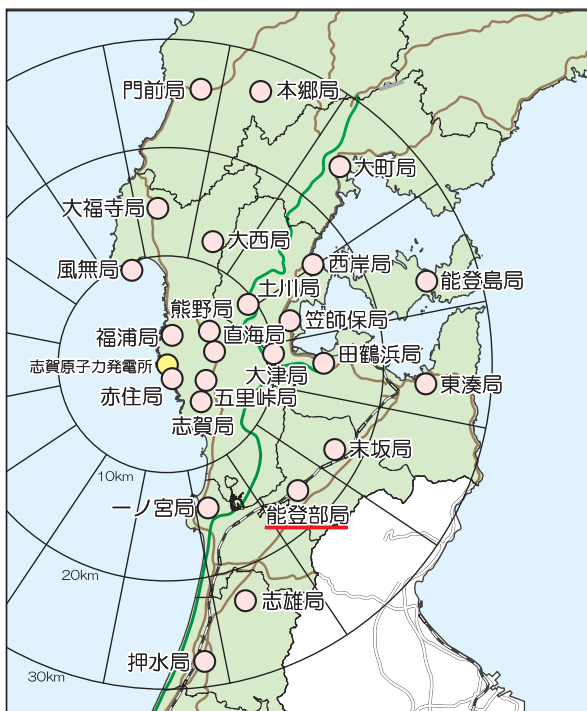 門前局
本郷局
大町局
大福寺局
大西局
風無局
西岸局
能登島局
土川局
熊野局
笠師保局
福浦局
直海局
志賀原子力発電所
田鶴浜局
大津局
赤住局
五里峠局
東湊局
志賀局
末坂局
10km
一ノ宮局
能登部局
20km
志雄局
押水局
30km